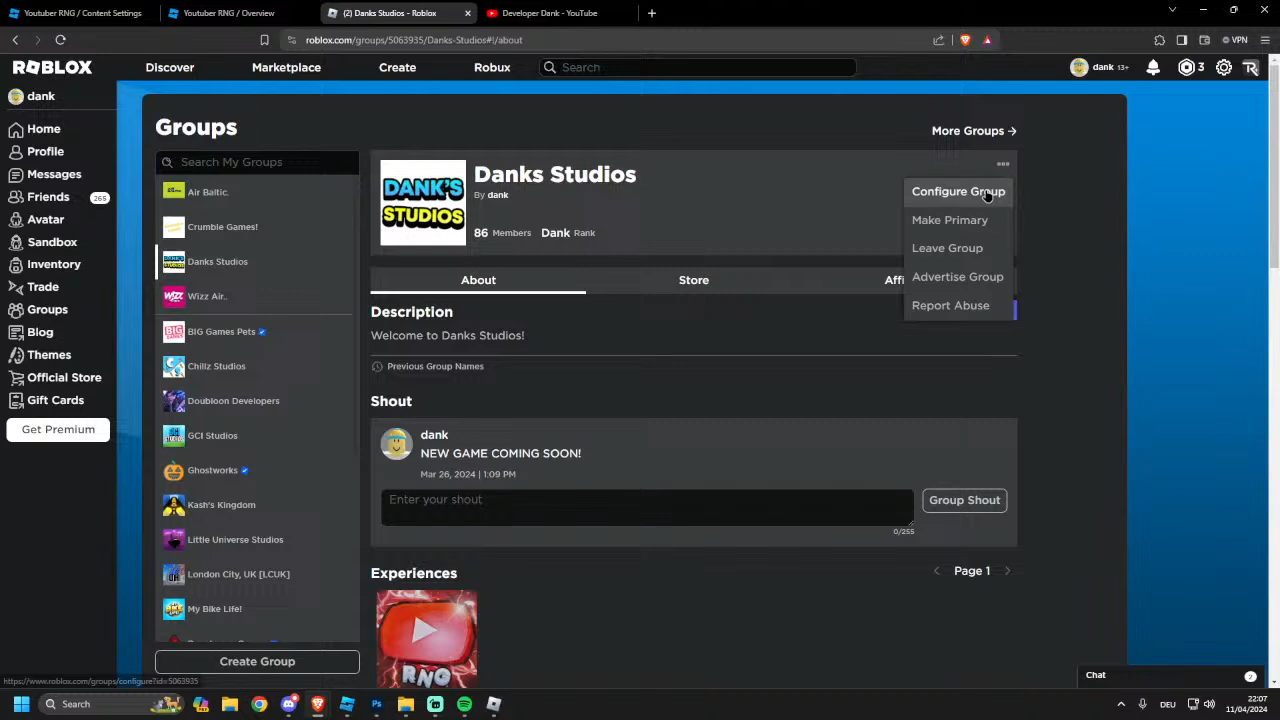 Youtuber RNG / Content Settings
Youtuber RNG / Overview
(2) Danks Studios - Roblox
Developer Dank - YouTube
roblox.com/groups/5063935/Danks-Studios#!/about
VPN
ROBLOX
Discover
Marketplace
Create
Robux
Search
dank 13+
3
dank
Home
Profile
Messages
Friends
265
Avatar
Sandbox
Inventory
Trade
Groups
Blog
Themes
Official Store
Gift Cards
Get Premium
Groups
More Groups →
Search My Groups
Air Baltic.
Crumble Games!
Danks Studios
Wizz Air..
BIG Games Pets
Chillz Studios
Doubloon Developers
GCI Studios
Ghostworks
Kash's Kingdom
Little Universe Studios
London City, UK [LCUK]
My Bike Life!
Create Group
DANK'S
STUDIOS
Danks Studios
By dank
86 Members
Dank Rank
Configure Group
Make Primary
Leave Group
Advertise Group
Report Abuse
About
Store
Affi
Description
Welcome to Danks Studios!
Previous Group Names
Shout
dank
NEW GAME COMING SOON!
Mar 26, 2024 | 1:09 PM
Enter your shout
Group Shout
0/255
Experiences
Page 1
RNG
Chat
2
https://www.roblox.com/groups/configure?id=5063935
Search
DEU
22:07
11/04/2024